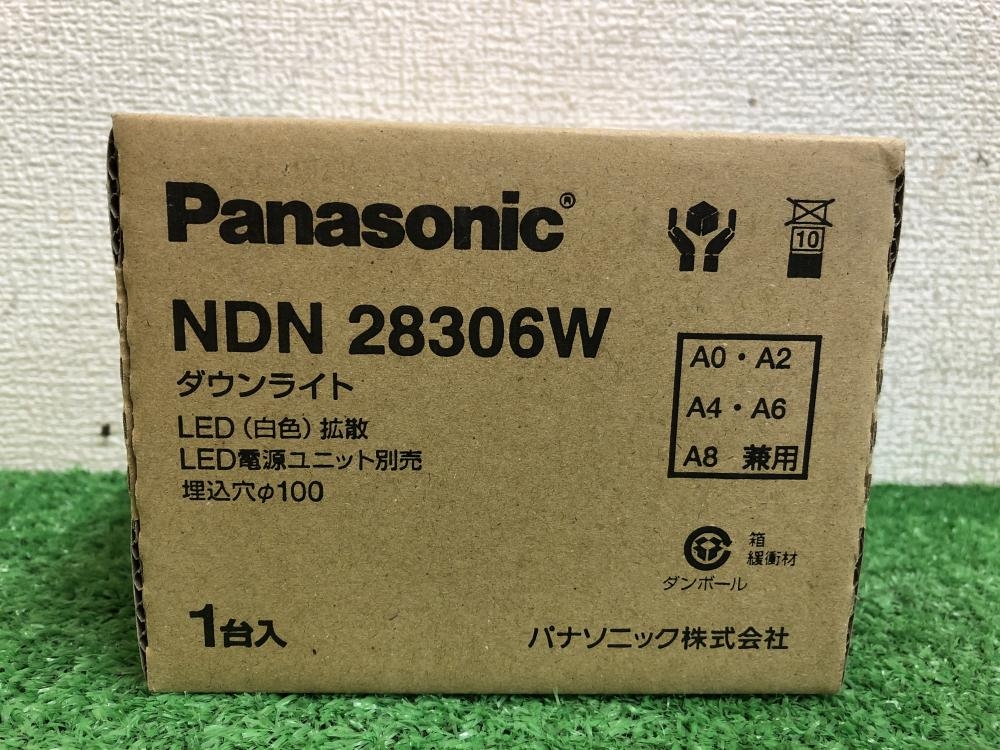 Panasonic®
10
NDN 28306W
ダウンライト
LED（白色）拡散
LED電源ユニット別売
埋込穴φ100
A0・A2
A4・A6
A8 兼用
箱
緩衝材
ダンボール
1台入
パナソニック株式会社